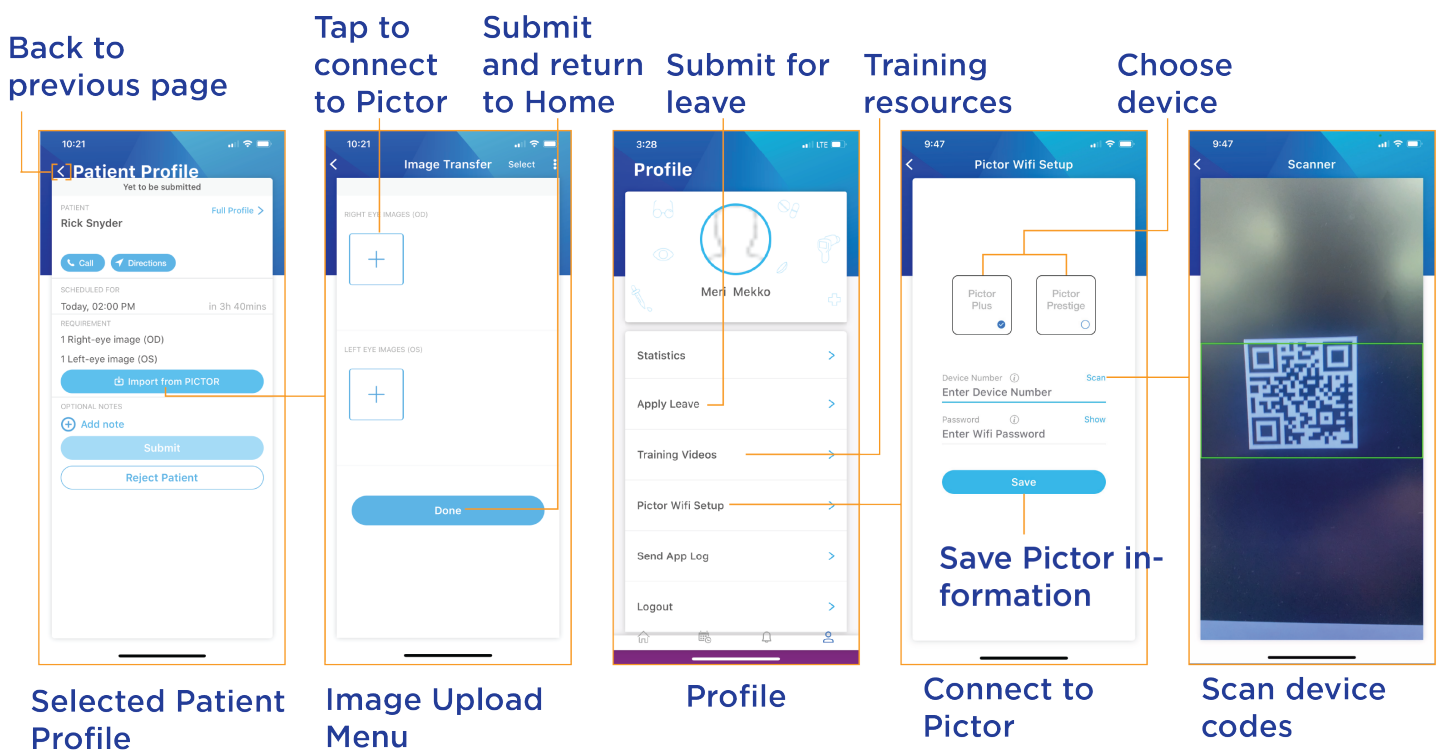 Back to
previous page
Tap to
connect
to Pictor
Submit
and return
to Home
Submit for
leave
Training
resources
Choose
device
10:21
Patient Profile
Yet to be submitted
PATIENT
Full Profile >
Rick Snyder
Call
Directions
SCHEDULED FOR
Today, 02:00 PM
in 3h 40mins
REQUIREMENT
1 Right-eye image (OD)
1 Left-eye image (OS)
Import from PICTOR
OPTIONAL NOTES
Add note
Submit
Reject Patient
Selected Patient
Profile
10:21
Image Transfer
Select
RIGHT EYE IMAGES (OD)
LEFT EYE IMAGES (OS)
Done
Image Upload
Menu
3:28
LTE
Profile
Meri Mekko
Statistics
Apply Leave
Training Videos
Pictor Wifi Setup
Send App Log
Logout
Profile
9:47
Pictor Wifi Setup
Pictor
Plus
Pictor
Prestige
Device Number
Scan
Enter Device Number
Password
Show
Enter Wifi Password
Save
Save Pictor in-
formation
Connect to
Pictor
9:47
Scanner
Scan device
codes